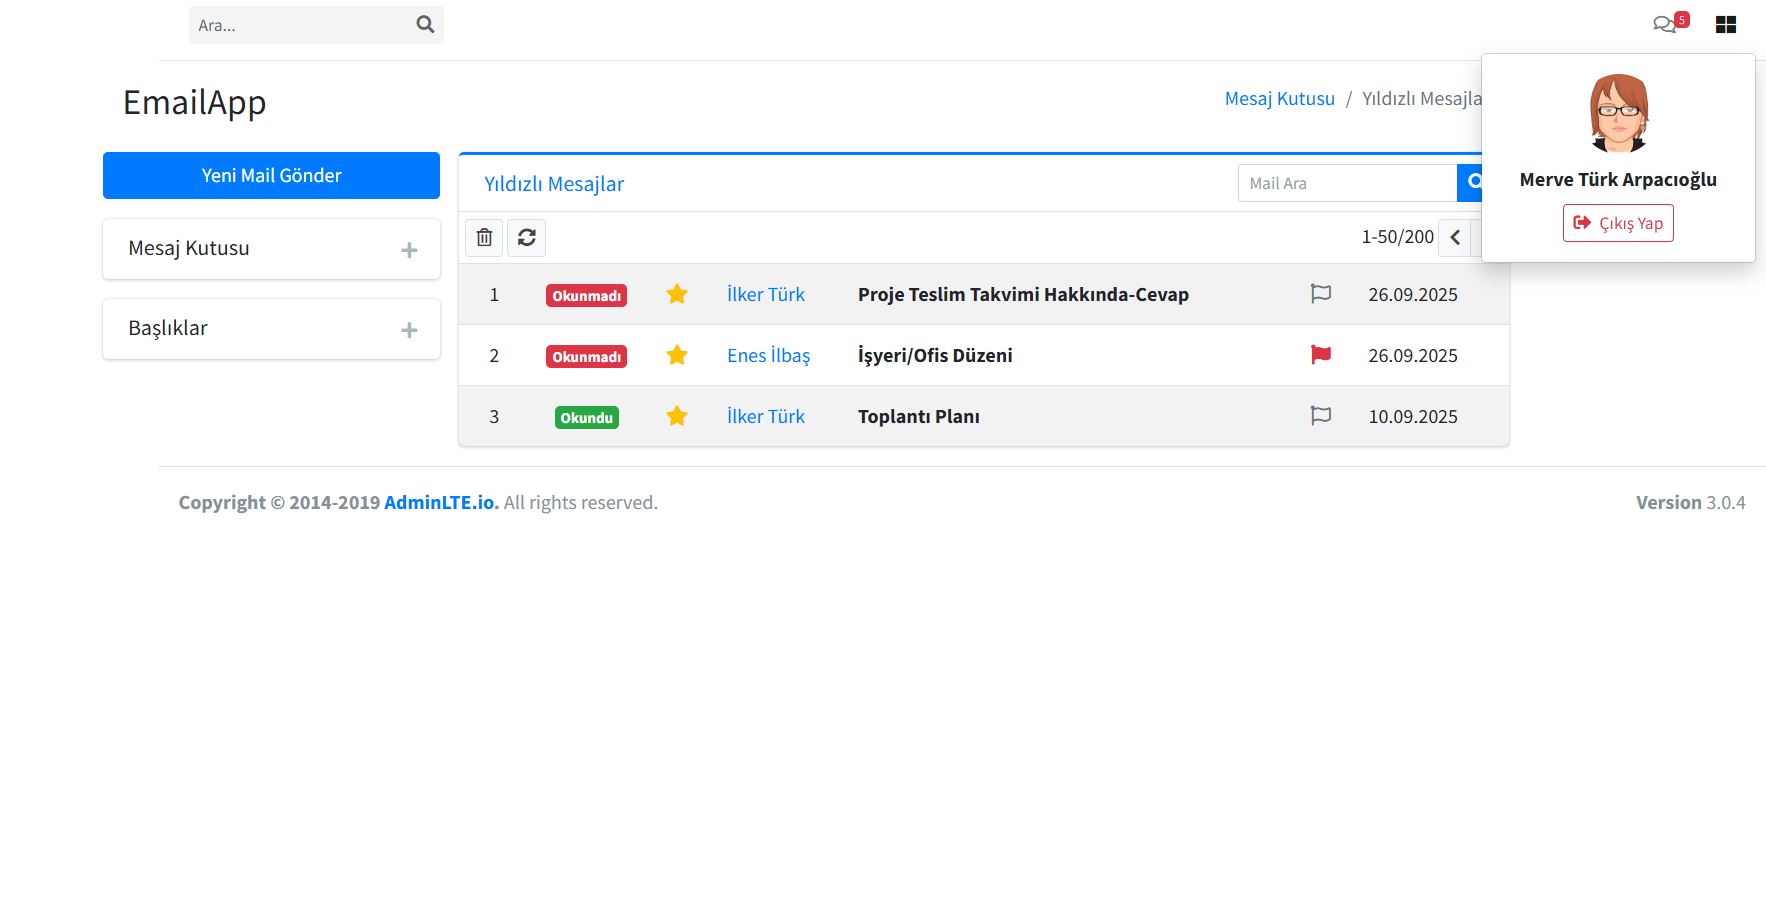 Ara...
5
EmailApp
Mesaj Kutusu / Yıldızlı Mesajla
Merve Türk Arpacıoğlu
Çıkış Yap
Yeni Mail Gönder
Mesaj Kutusu
Başlıklar
Yıldızlı Mesajlar
Mail Ara
1-50/200
1 Okunmadı İlker Türk Proje Teslim Takvimi Hakkında-Cevap 26.09.2025
2 Okunmadı Enes İlbaş İşyeri/Ofis Düzeni 26.09.2025
3 Okundu İlker Türk Toplantı Planı 10.09.2025
Copyright © 2014-2019 AdminLTE.io. All rights reserved.
Version 3.0.4